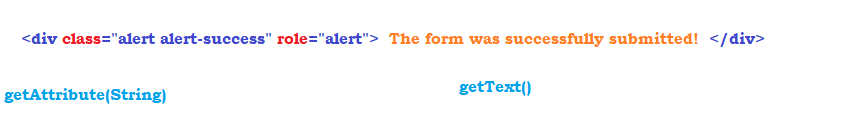 <div class="alert alert-success" role="alert"> The form was successfully submitted! </div>
getAttribute(String)
getText()